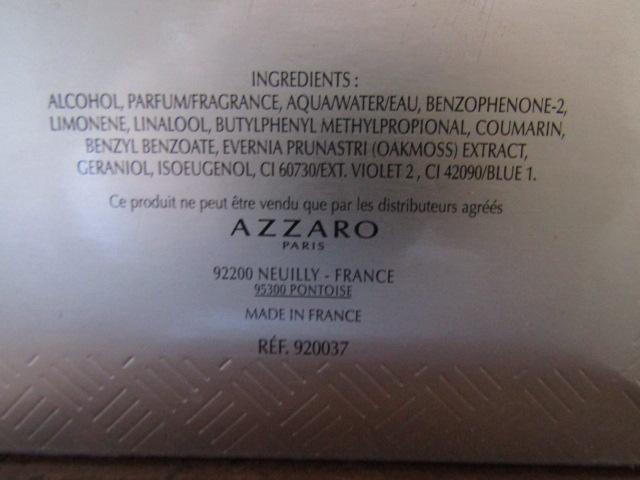 INGREDIENTS :
ALCOHOL, PARFUM/FRAGRANCE, AQUA/WATER/EAU, BENZOPHENONE-2,
LIMONENE, LINALOOL, BUTYLPHENYL METHYLPROPIONAL, COUMARIN,
BENZYL BENZOATE, EVERNIA PRUNASTRI (OAKMOSS) EXTRACT,
GERANIOL, ISOEUGENOL, CI 60730/EXT. VIOLET 2 , CI 42090/BLUE 1.
Ce produit ne peut être vendu que par les distributeurs agréés
AZZARO
PARIS
92200 NEUILLY - FRANCE
95300 PONTOISE
MADE IN FRANCE
RÉF. 920037